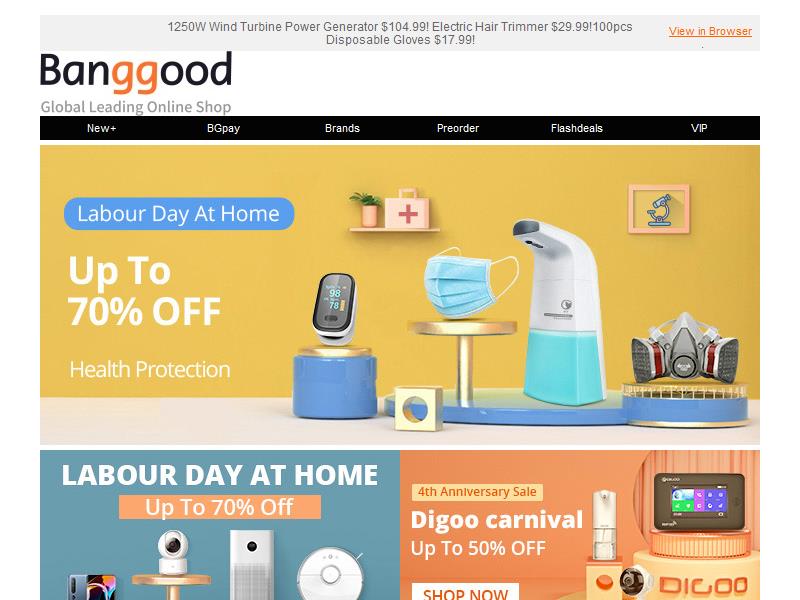 1250W Wind Turbine Power Generator $104.99! Electric Hair Trimmer $29.99!100pcs
Disposable Gloves $17.99!
View in Browser
.
Banggood
Global Leading Online Shop
New+ BGpay Brands Preorder Flashdeals VIP
Labour Day At Home
Up To
70% OFF
Health Protection
98
78
LABOUR DAY AT HOME
Up To 70% Off
4th Anniversary Sale
Digoo carnival
Up To 50% OFF
SHOP NOW
DIGOO
DIGOO